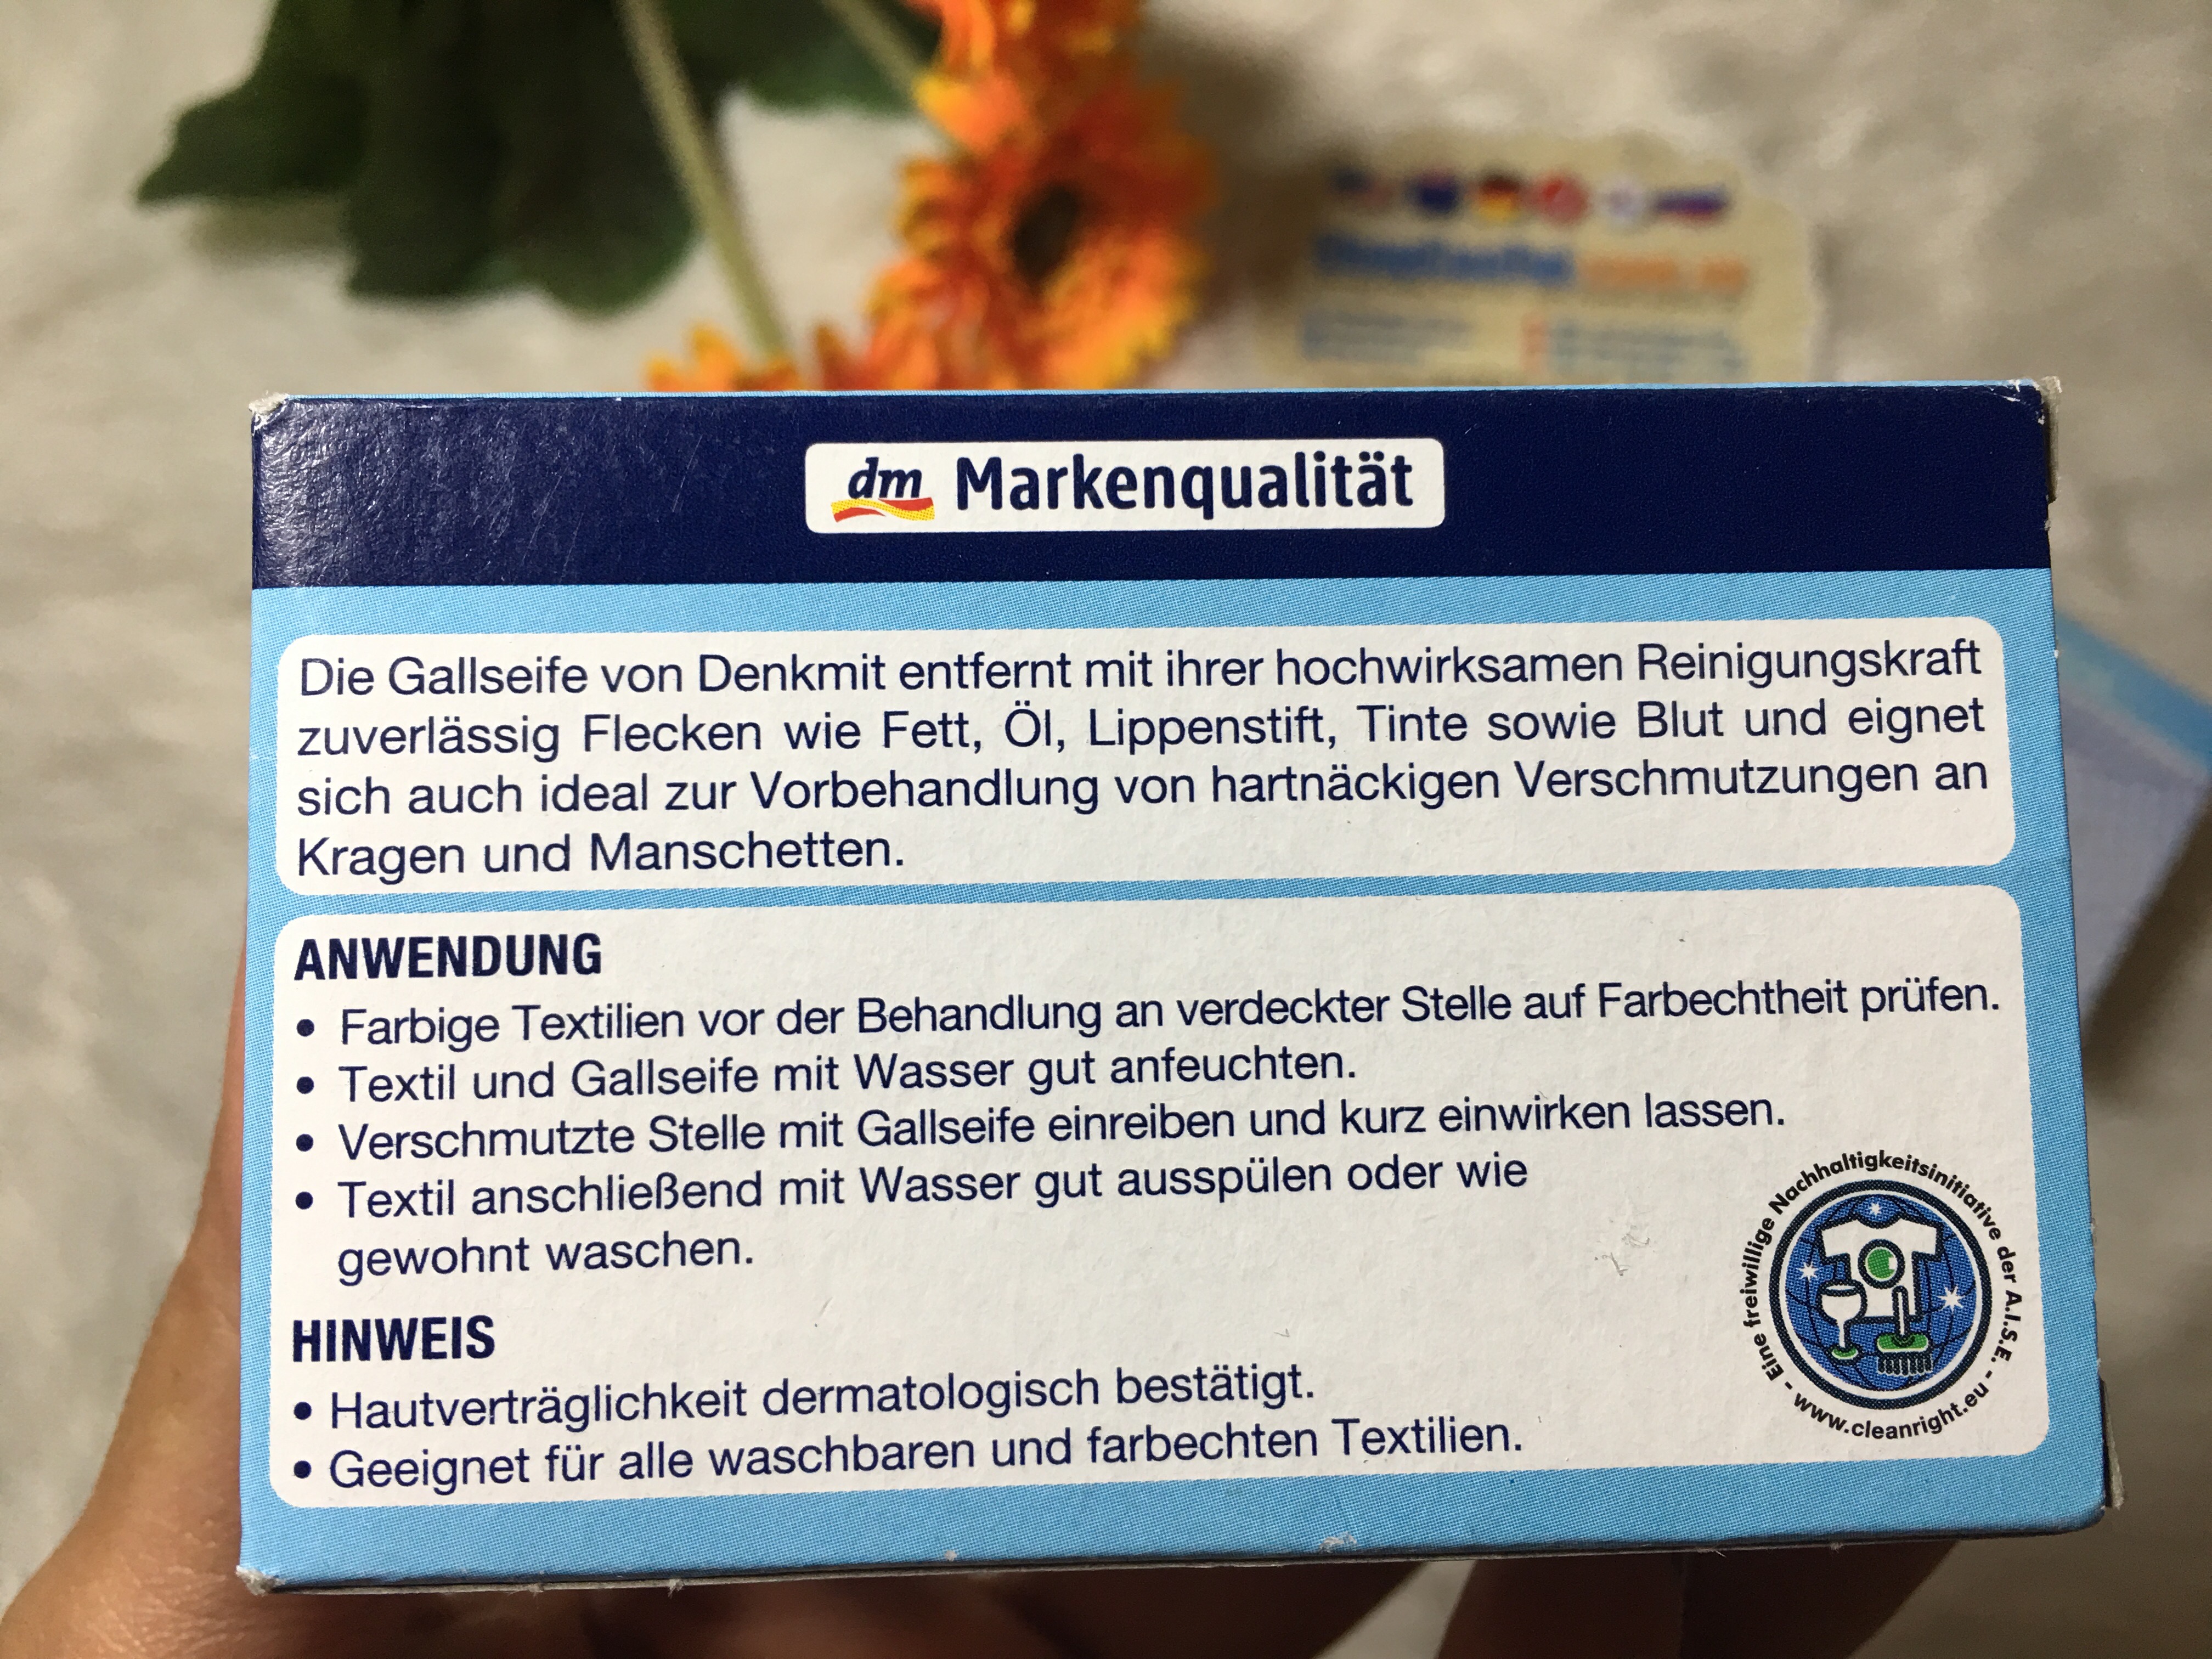 dm Markenqualität
Die Gallseife von Denkmit entfernt mit ihrer hochwirksamen Reinigungskraft
zuverlässig Flecken wie Fett, Öl, Lippenstift, Tinte sowie Blut und eignet
sich auch ideal zur Vorbehandlung von hartnäckigen Verschmutzungen an
Kragen und Manschetten.
ANWENDUNG
• Farbige Textilien vor der Behandlung an verdeckter Stelle auf Farbechtheit prüfen.
• Textil und Gallseife mit Wasser gut anfeuchten.
• Verschmutzte Stelle mit Gallseife einreiben und kurz einwirken lassen.
• Textil anschließend mit Wasser gut ausspülen oder wie
gewohnt waschen.
HINWEIS
• Hautverträglichkeit dermatologisch bestätigt.
• Geeignet für alle waschbaren und farbechten Textilien.
Eine freiwillige Nachhaltigkeitsinitiative der A.I.S.E. - www.cleanright.eu -